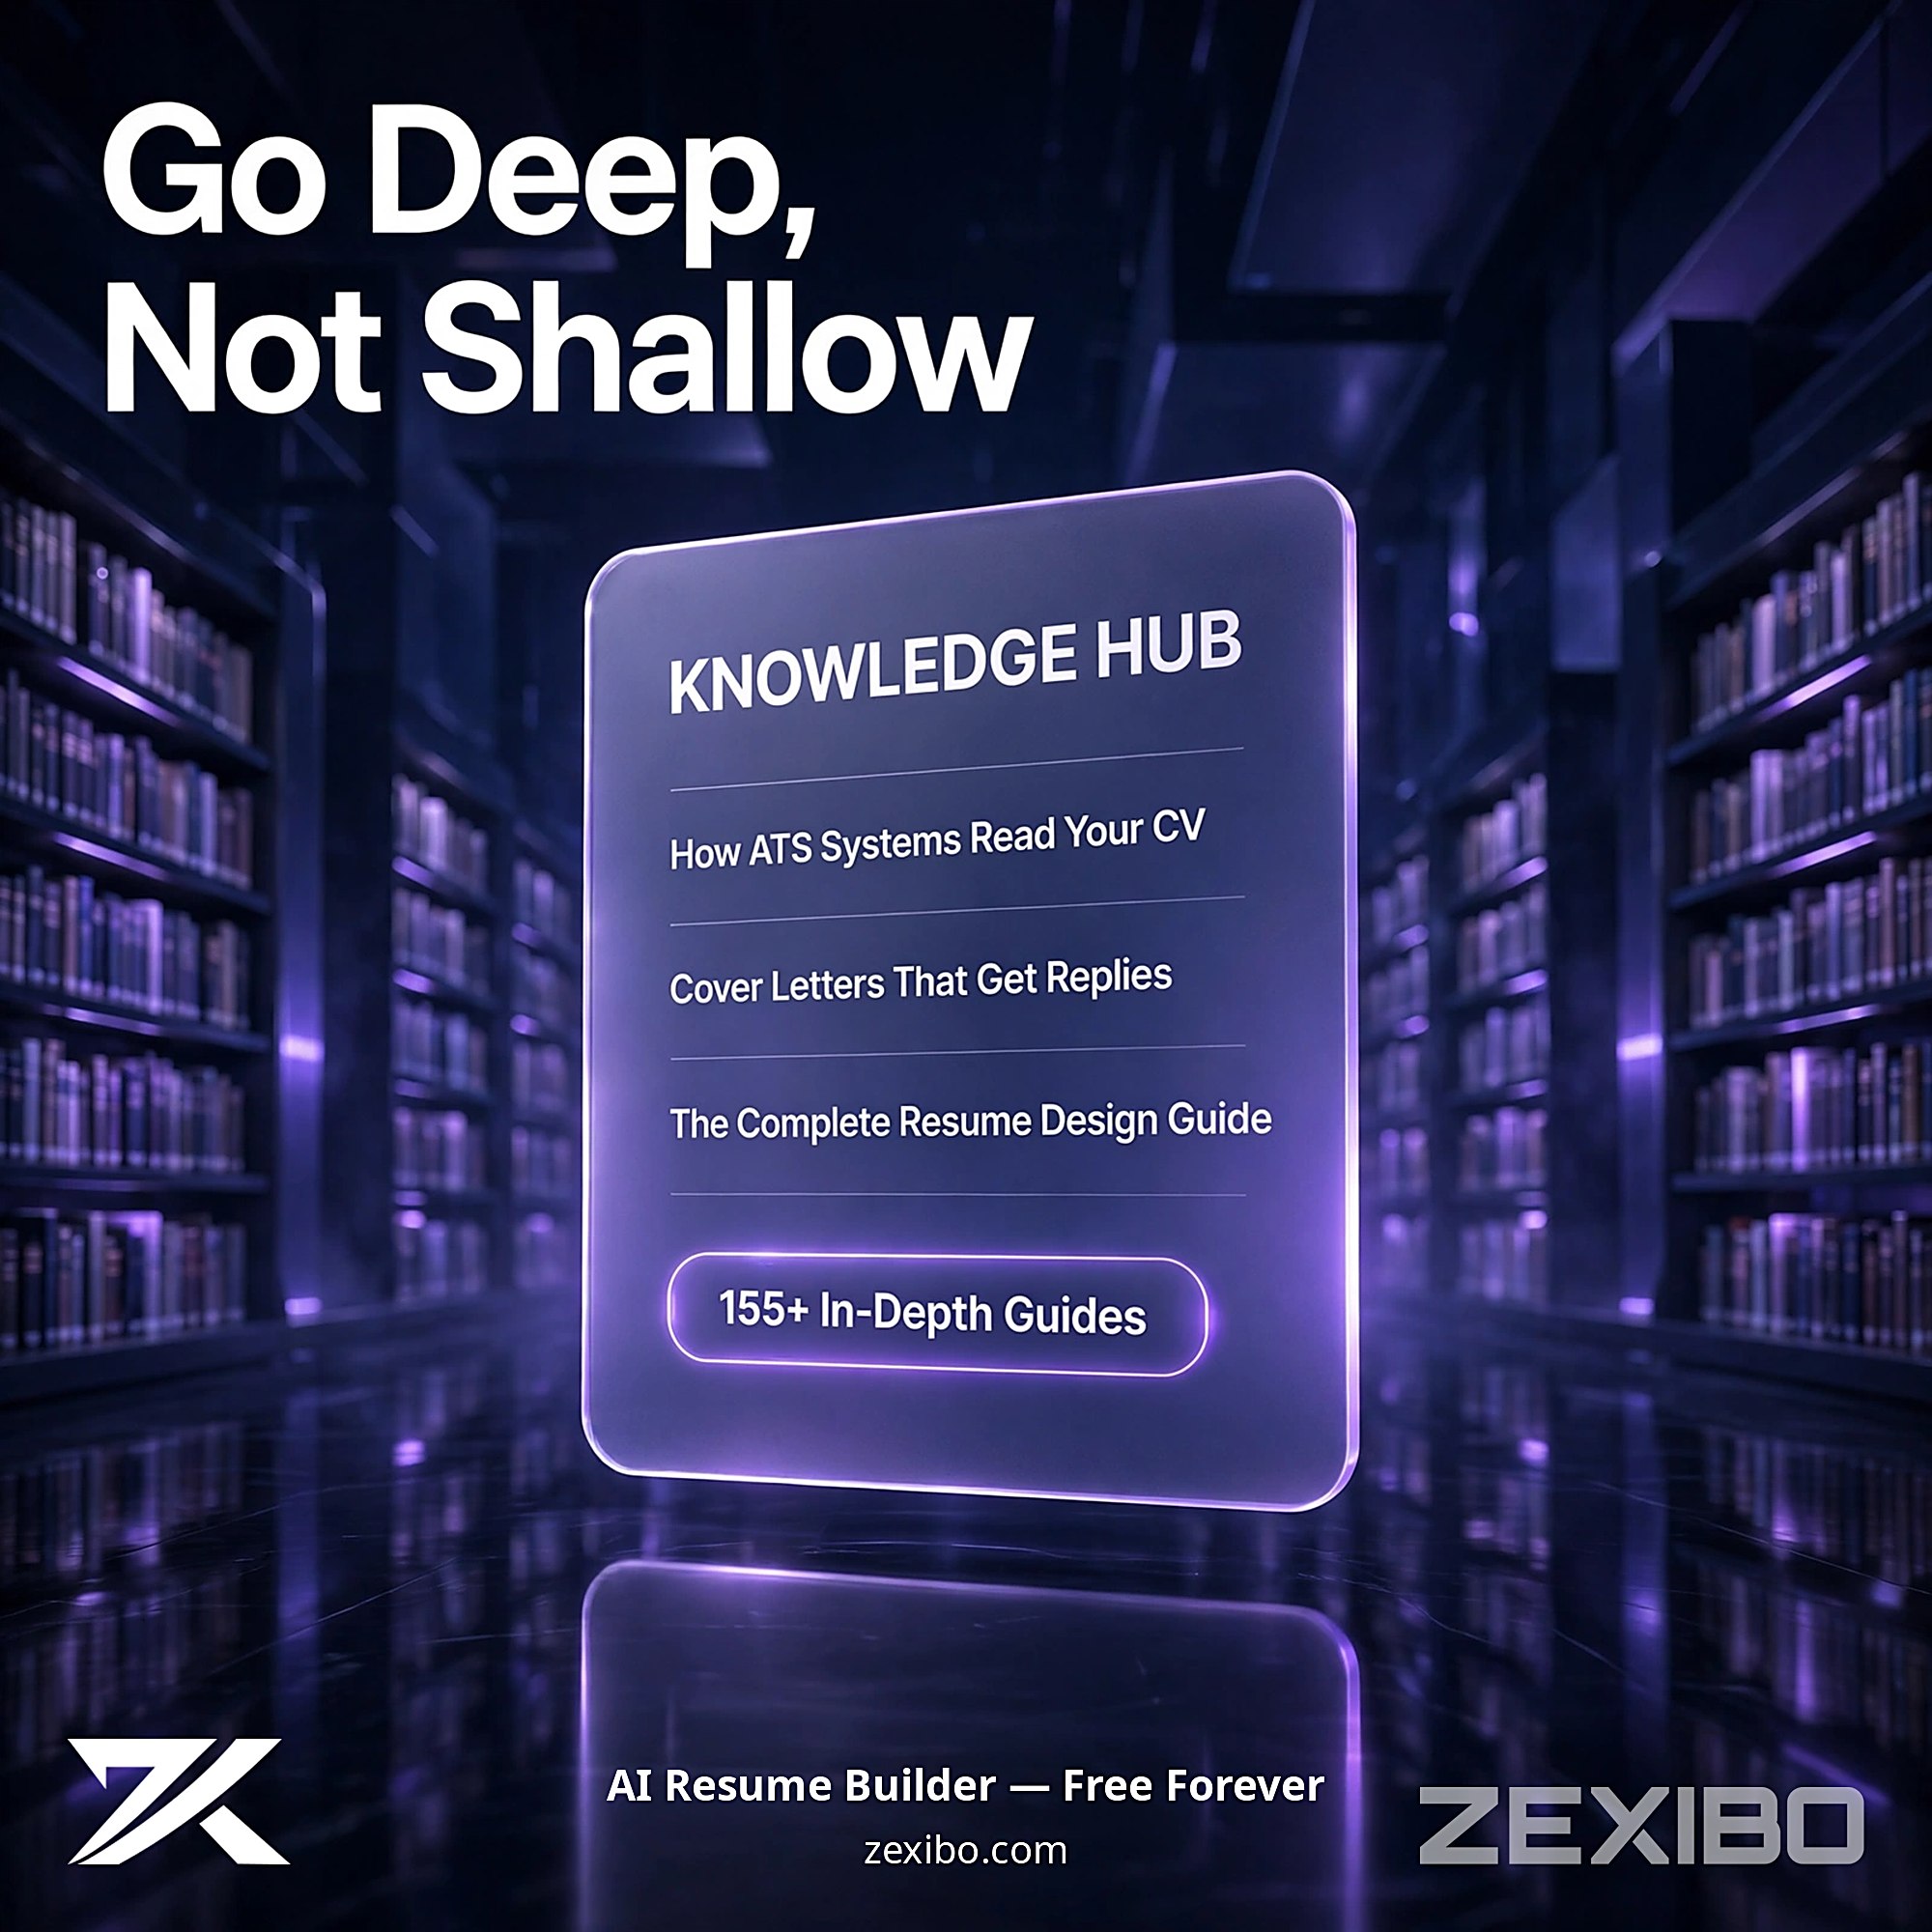 Go Deep,
Not Shallow
KNOWLEDGE HUB
How ATS Systems Read Your CV
Cover Letters That Get Replies
The Complete Resume Design Guide
155+ In-Depth Guides
AI Resume Builder — Free Forever
zexibo.com
ZEXIBO